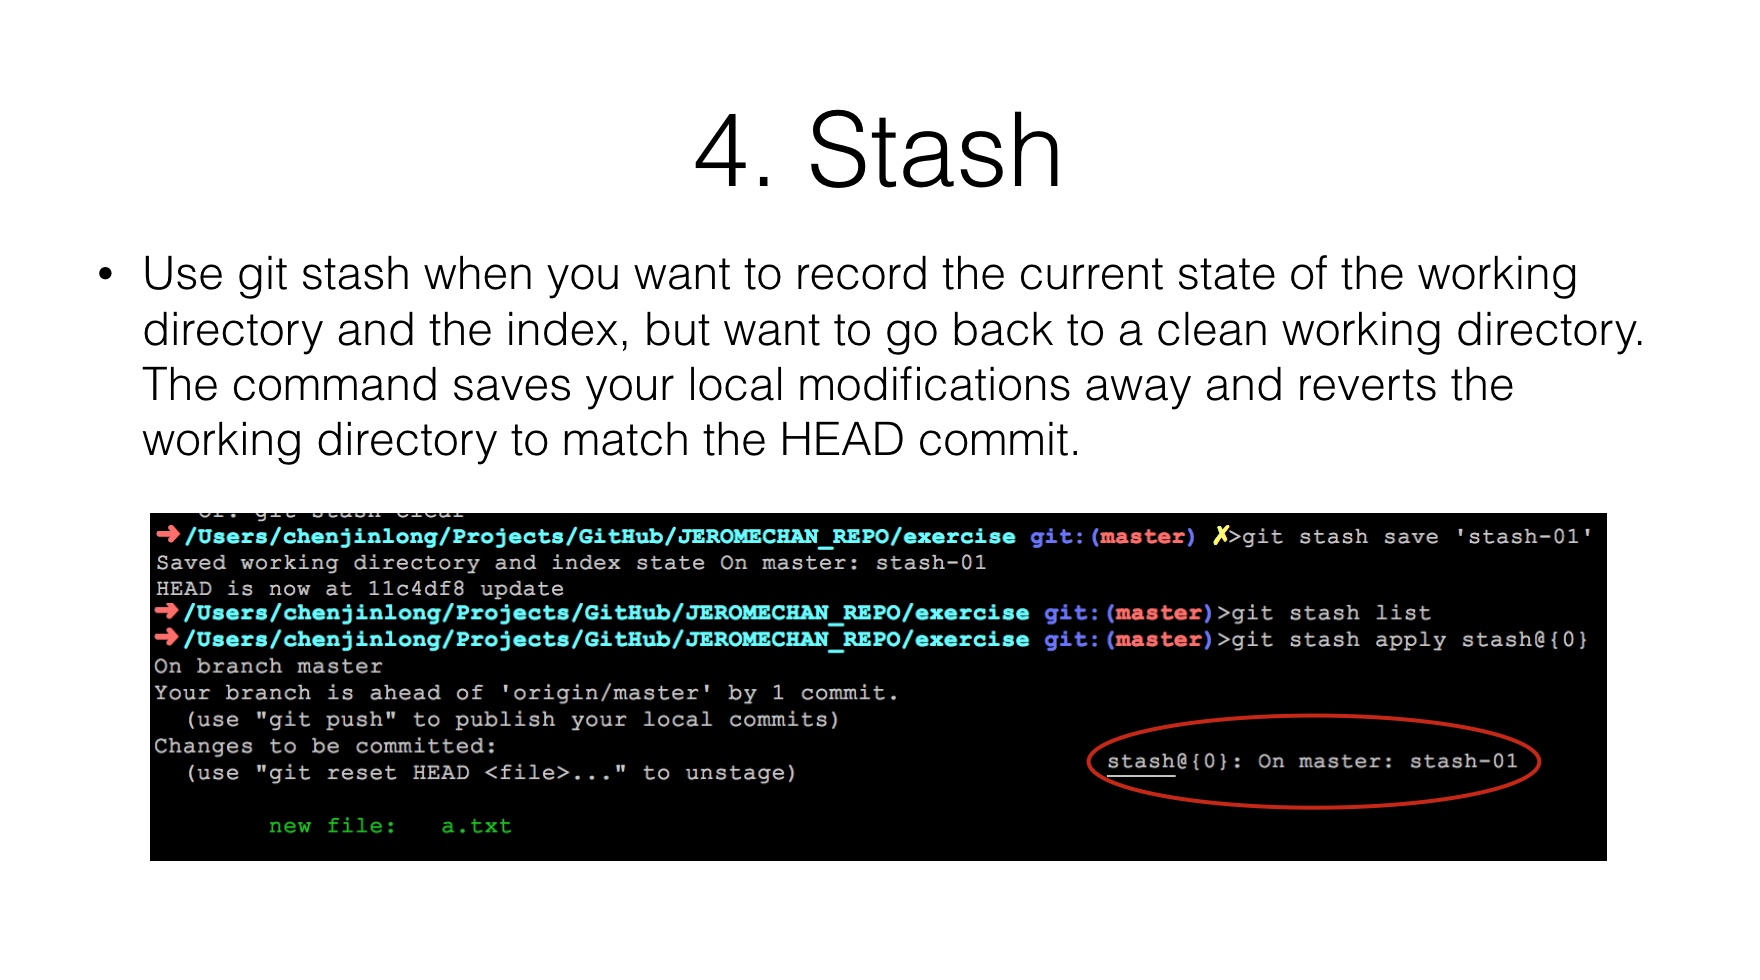 4. Stash
• Use git stash when you want to record the current state of the working
directory and the index, but want to go back to a clean working directory.
The command saves your local modifications away and reverts the
working directory to match the HEAD commit.
or: git stash clear
➜ /Users/chenjinlong/Projects/GitHub/JEROMECHAN_REPO/exercise git:(master) ✗>git stash save 'stash-01'
Saved working directory and index state On master: stash-01
HEAD is now at 11c4df8 update
➜ /Users/chenjinlong/Projects/GitHub/JEROMECHAN_REPO/exercise git:(master)>git stash list
➜ /Users/chenjinlong/Projects/GitHub/JEROMECHAN_REPO/exercise git:(master)>git stash apply stash@{0}
On branch master
Your branch is ahead of 'origin/master' by 1 commit.
(use "git push" to publish your local commits)
Changes to be committed:
(use "git reset HEAD <file>..." to unstage)
stash@{0}: On master: stash-01
new file: a.txt